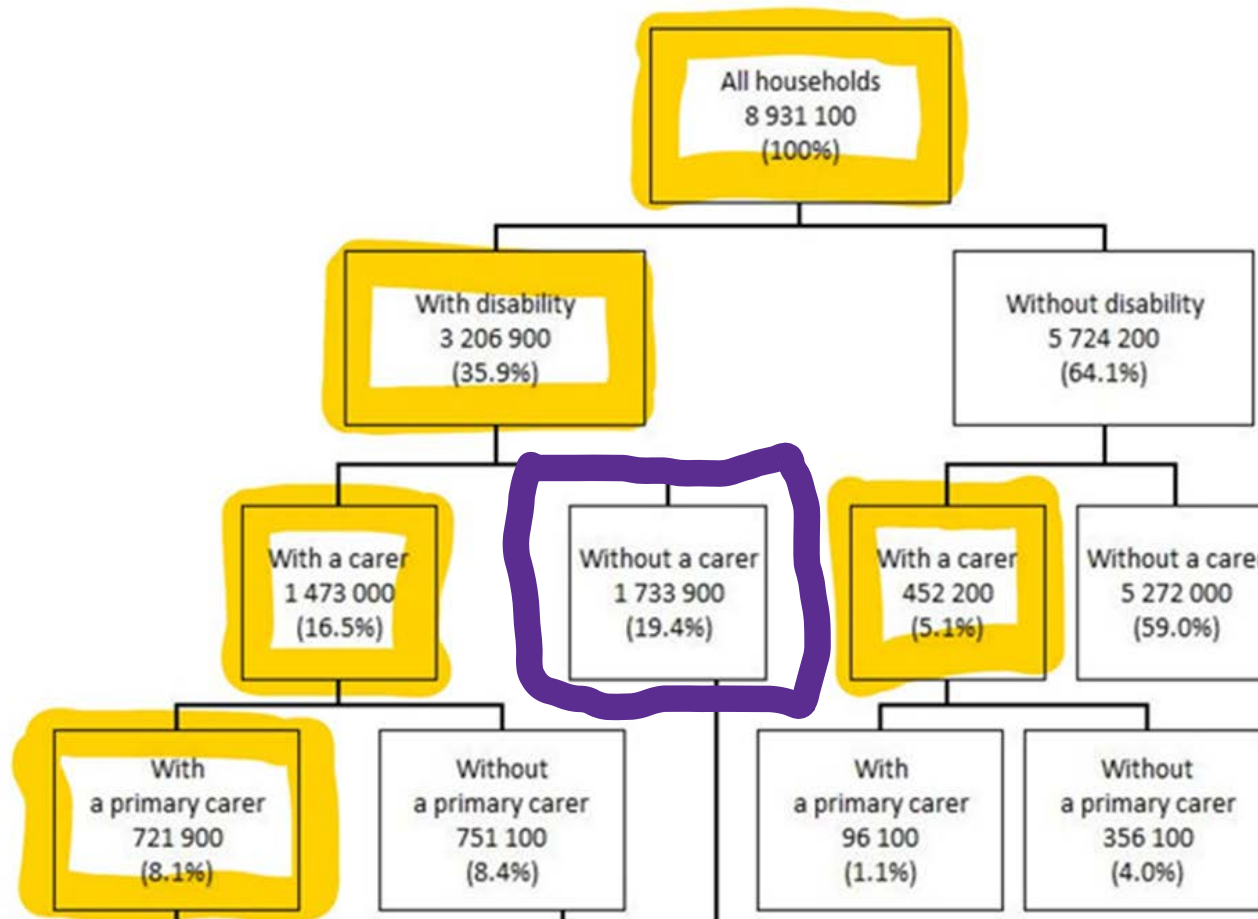 All households
8 931 100
(100%)
With disability
3 206 900
(35.9%)
Without disability
5 724 200
(64.1%)
With a carer
1 473 000
(16.5%)
Without a carer
1 733 900
(19.4%)
With a carer
452 200
(5.1%)
Without a carer
5 272 000
(59.0%)
With
a primary carer
721 900
(8.1%)
Without
a primary carer
751 100
(8.4%)
With
a primary carer
96 100
(1.1%)
Without
a primary carer
356 100
(4.0%)